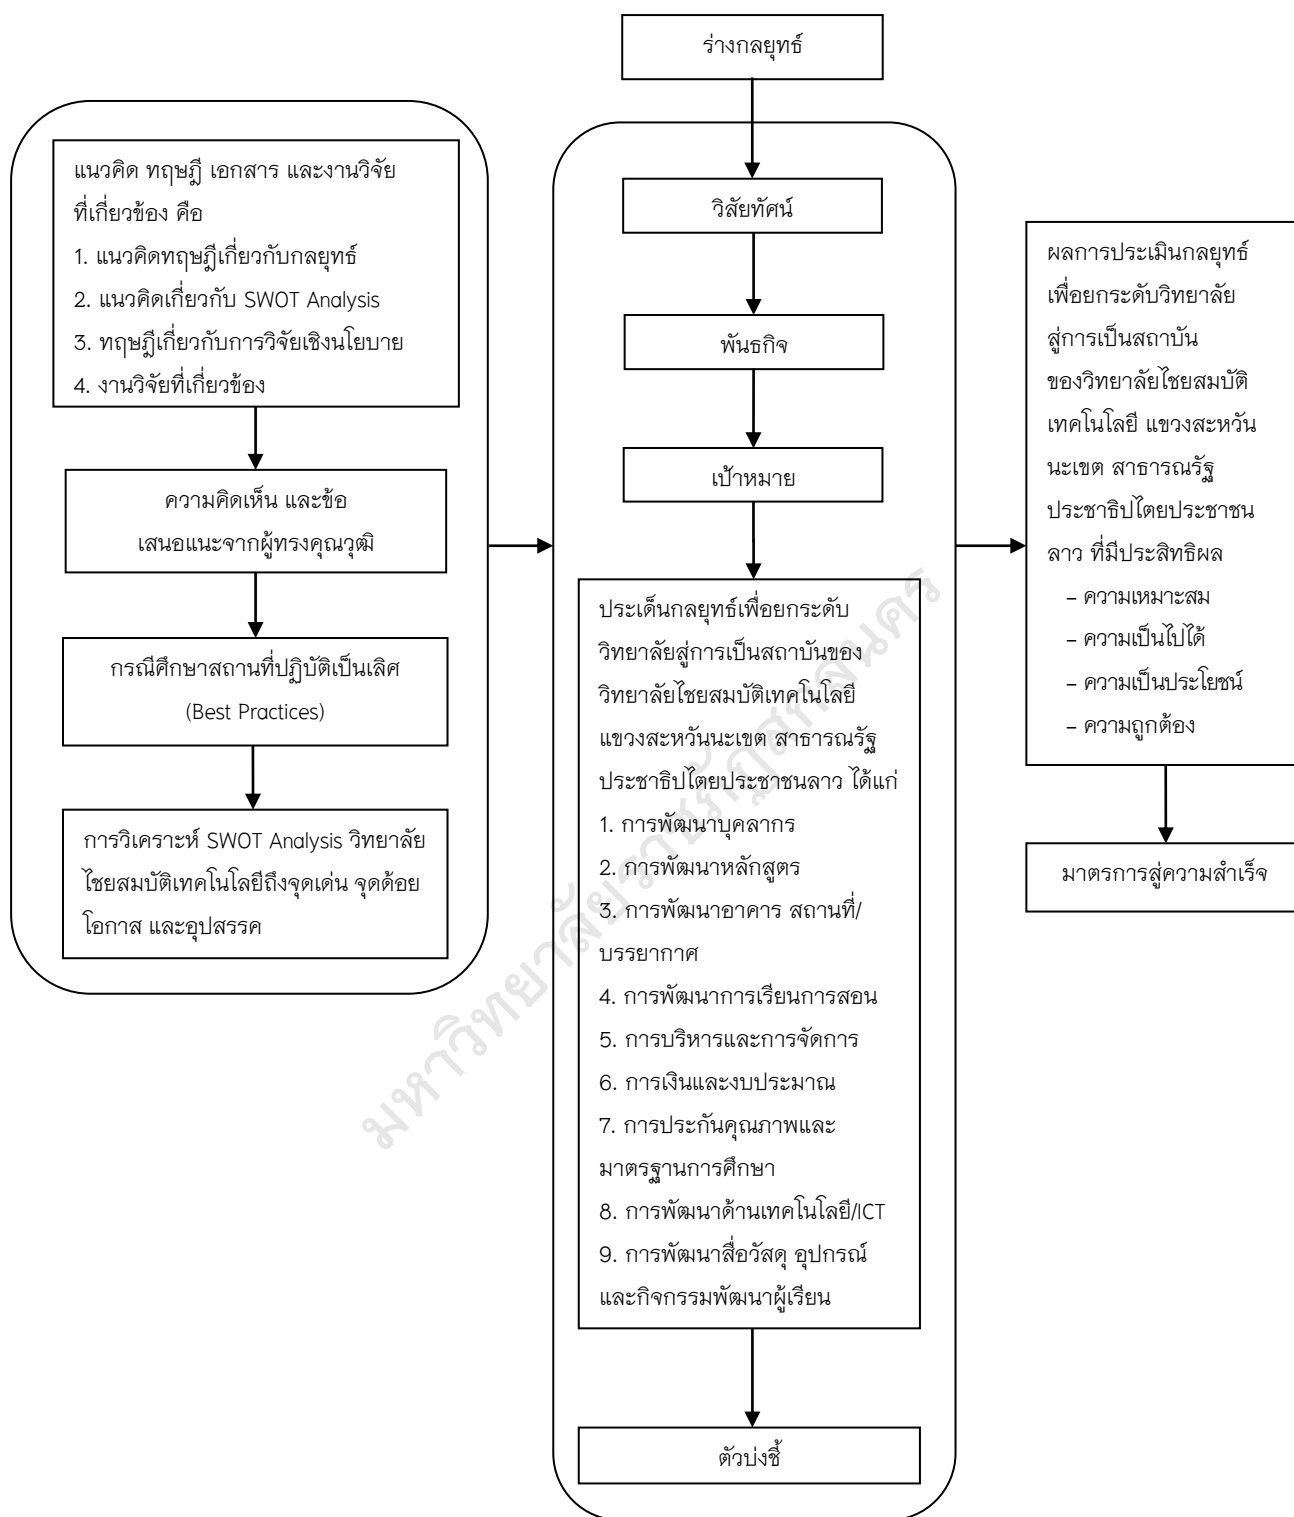 ร่างกลยุทธ์
แนวคิด ทฤษฎี เอกสาร และงานวิจัย
ที่เกี่ยวข้อง คือ
1. แนวคิดทฤษฎีเกี่ยวกับกลยุทธ์
2. แนวคิดเกี่ยวกับ SWOT Analysis
3. ทฤษฎีเกี่ยวกับการวิจัยเชิงนโยบาย
4. งานวิจัยที่เกี่ยวข้อง
ความคิดเห็น และข้อ
เสนอแนะจากผู้ทรงคุณวุฒิ
กรณีศึกษาสถานที่ปฏิบัติเป็นเลิศ
(Best Practices)
การวิเคราะห์ SWOT Analysis วิทยาลัย
ไชยสมบัติเทคโนโลยีถึงจุดเด่น จุดด้อย
โอกาส และอุปสรรค
วิสัยทัศน์
พันธกิจ
เป้าหมาย
ประเด็นกลยุทธ์เพื่อยกระดับ
วิทยาลัยสู่การเป็นสถาบันของ
วิทยาลัยไชยสมบัติเทคโนโลยี
แขวงสะหวันนะเขต สาธารณรัฐ
ประชาธิปไตยประชาชนลาว ได้แก่
1. การพัฒนาบุคลากร
2. การพัฒนาหลักสูตร
3. การพัฒนาอาคาร สถานที่/
บรรยากาศ
4. การพัฒนาการเรียนการสอน
5. การบริหารและการจัดการ
6. การเงินและงบประมาณ
7. การประกันคุณภาพและ
มาตรฐานการศึกษา
8. การพัฒนาด้านเทคโนโลยี/ICT
9. การพัฒนาสื่อวัสดุ อุปกรณ์
และกิจกรรมพัฒนาผู้เรียน
ตัวบ่งชี้
ผลการประเมินกลยุทธ์
เพื่อยกระดับวิทยาลัย
สู่การเป็นสถาบัน
ของวิทยาลัยไชยสมบัติ
เทคโนโลยี แขวงสะหวัน
นะเขต สาธารณรัฐ
ประชาธิปไตยประชาชน
ลาว ที่มีประสิทธิผล
– ความเหมาะสม
– ความเป็นไปได้
– ความเป็นประโยชน์
– ความถูกต้อง
มาตรการสู่ความสำเร็จ
มหาวิทยาลัยราชภัฏสกลนคร